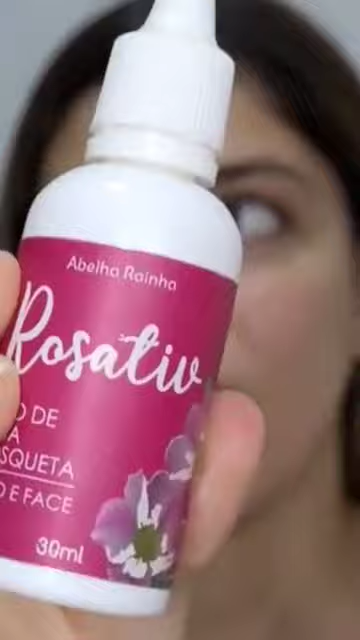 Abelha Rainha
Rosativ
O DE
A
SQUETA
O E FACE
30ml